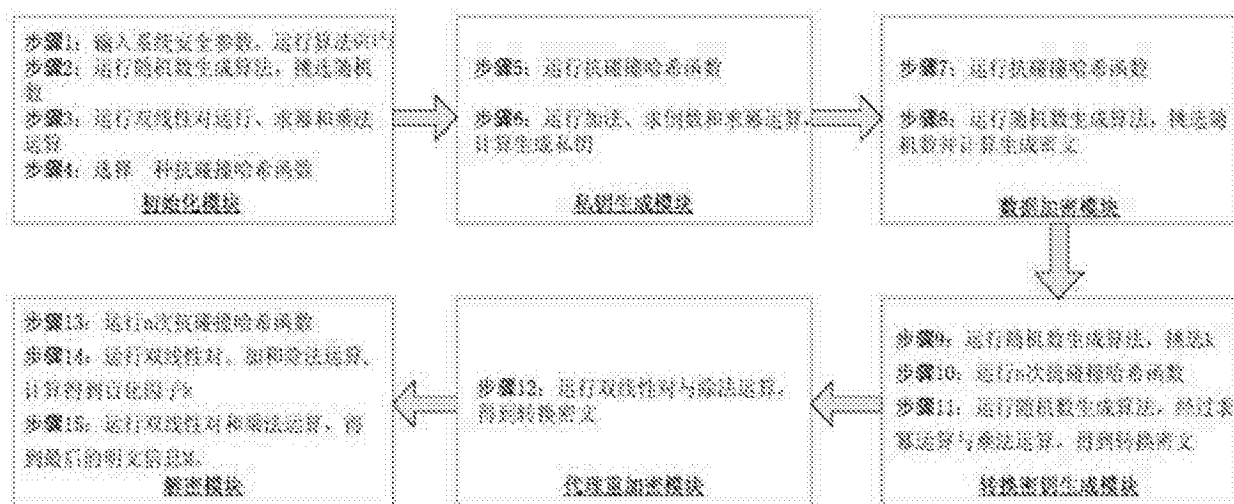 步骤1：输入系统安全参数，运行算法
步骤2：运行随机数生成算法，挑选随机
数
步骤3：运行双线性对运行、求幂和乘法
运算
步骤4：选择一种抗碰撞哈希函数
初始化模块
步骤5：运行抗碰撞哈希函数
步骤6：运行加法、求倒数和求幂运算，
计算生成私钥
私钥生成模块
步骤7：运行抗碰撞哈希函数
步骤8：运行随机数生成算法，挑选随
机数并计算生成密文
数据加密模块
步骤9：运行随机数生成算法，挑选k
步骤10：运行n次抗碰撞哈希函数
步骤11：运行随机数生成算法，经过求
幂运算与乘法运算，得到转换密文
转换密钥生成模块
步骤12：运行双线性对与除法运算，
得到转换密文
代理重加密模块
步骤13：运行n次抗碰撞哈希函数
步骤14：运行双线性对、加和除法运算，
计算得到盲化因子k
步骤15：运行双线性对和乘法运算，得
到最后的明文信息M。
解密模块